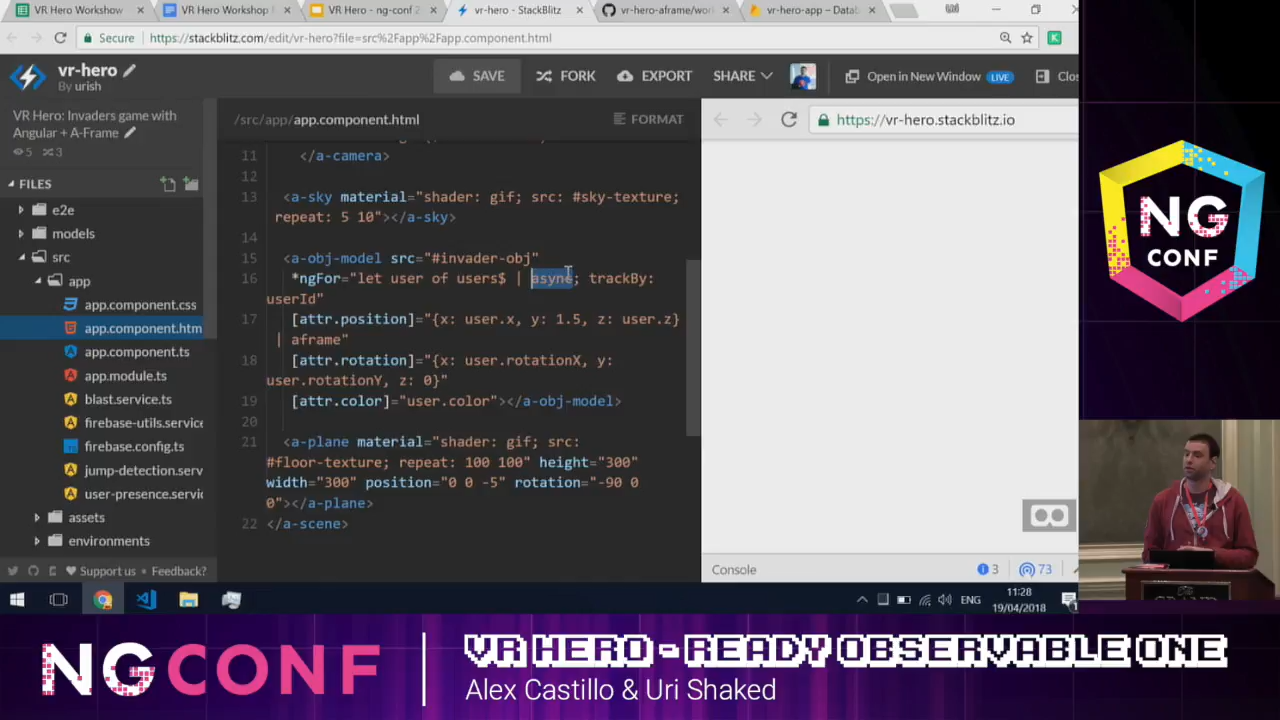 VR Hero Workshop
VR Hero Workshop
VR Hero - ng-conf 2
vr-hero - StackBlitz
vr-hero-aframe/wor
vr-hero-app – Datab
Secure
https://stackblitz.com/edit/vr-hero?file=src%2Fapp%2Fapp.component.html
K
vr-hero
By urish
SAVE
FORK
EXPORT
SHARE
Open in New Window
LIVE
Clos
VR Hero: Invaders game with
Angular + A-Frame
5
3
FILES
e2e
models
src
app
app.component.css
app.component.htm
app.component.ts
app.module.ts
blast.service.ts
firebase-utils.service
firebase.config.ts
jump-detection.serv
user-presence.servic
assets
environments
Support us
Feedback?
/src/app/app.component.html
FORMAT
11 </a-camera>
12
13 <a-sky material="shader: gif; src: #sky-texture;
repeat: 5 10"></a-sky>
14
15 <a-obj-model src="#invader-obj"
16 *ngFor="let user of users$ | async; trackBy:
userId"
17 [attr.position]="{x: user.x, y: 1.5, z: user.z}
| aframe"
18 [attr.rotation]="{x: user.rotationX, y:
user.rotationY, z: 0}"
19 [attr.color]="user.color"></a-obj-model>
20
21 <a-plane material="shader: gif; src:
#floor-texture; repeat: 100 100" height="300"
width="300" position="0 0 -5" rotation="-90 0
0"></a-plane>
22 </a-scene>
https://vr-hero.stackblitz.io
Console
3
73
ENG
11:28
19/04/2018
NG
CONF
NGCONF
VR HERO - READY OBSERVABLE ONE
Alex Castillo & Uri Shaked